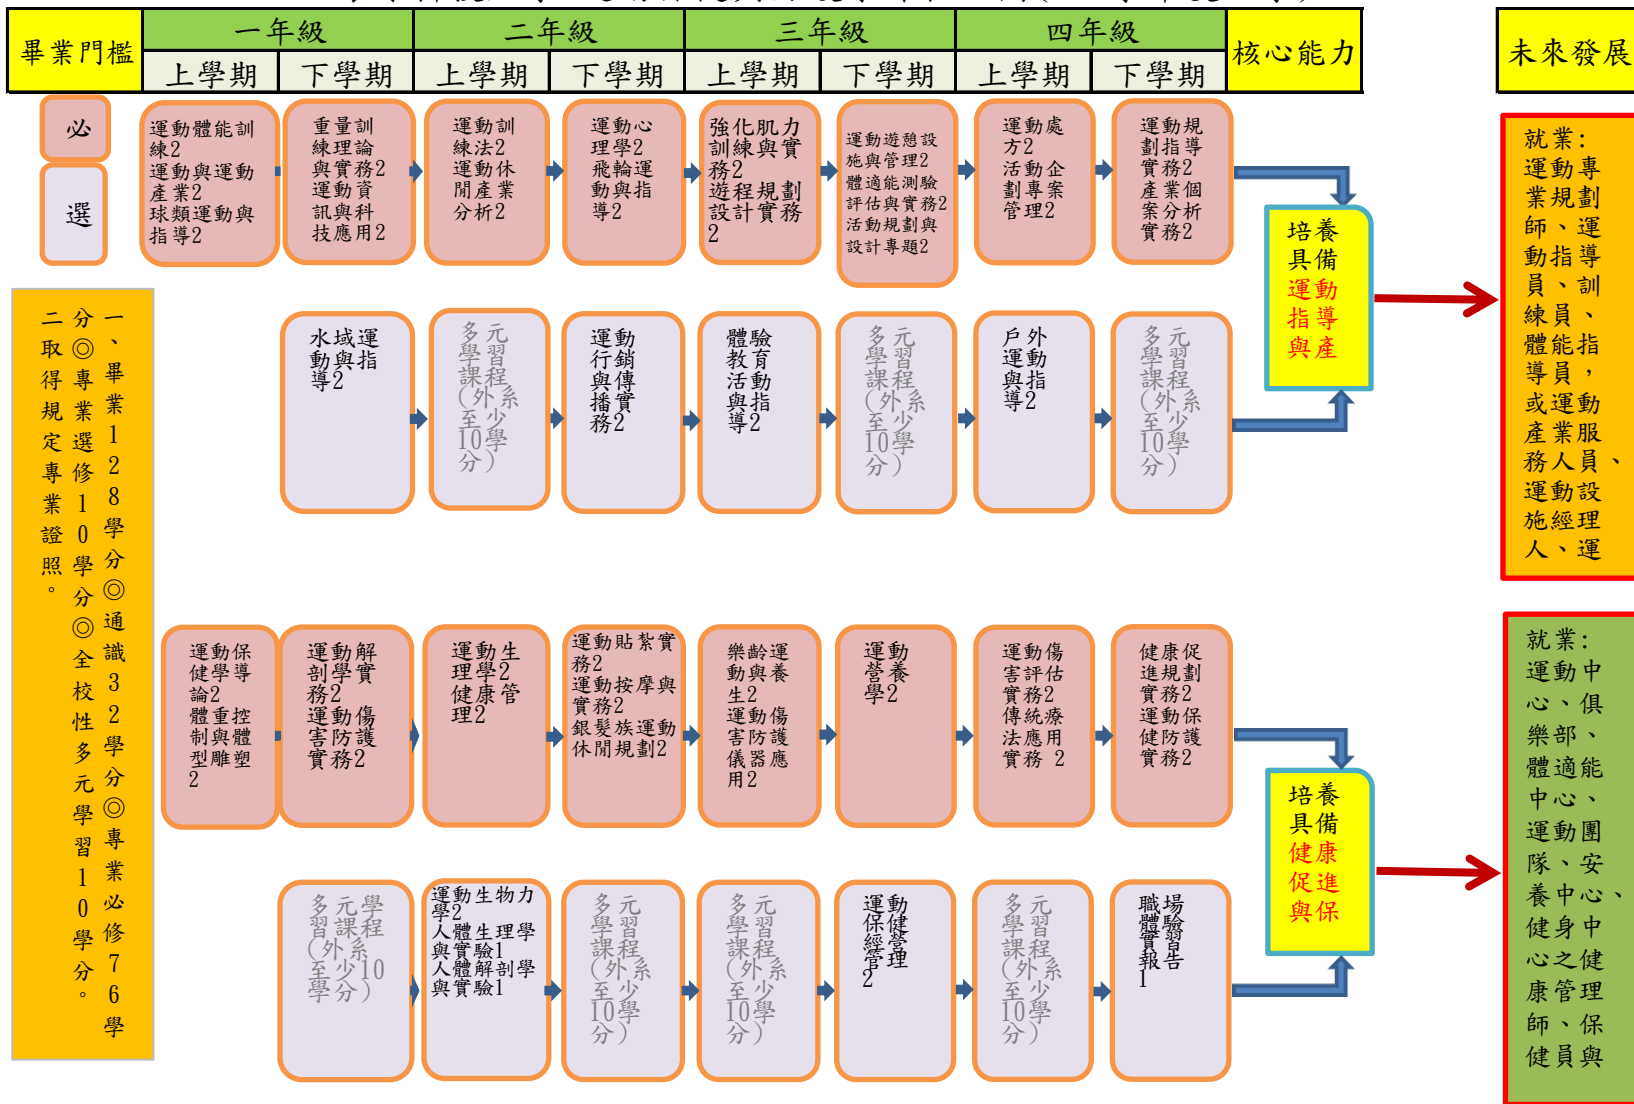 畢業門檻
一年級
二年級
三年級
四年級
核心能力
未來發展
上學期
下學期
上學期
下學期
上學期
下學期
上學期
下學期
必
選
運動體能訓
練2
運動與運動
產業2
球類運動與
指導2
重量訓
練理論
與實務2
運動資
訊與科
技應用2
運動訓
練法2
運動休
閒產業
分析2
運動心
理學2
飛輪運
動與指
導2
強化肌力
訓練與實
務2
遊程規劃
設計實務
2
運動遊憩設
施與管理2
體適能測驗
評估與實務2
活動規劃與
設計專題2
運動處
方2
活動企
劃專案
管理2
運動規
劃指導
實務2
產業個
案分析
實務2
培養
具備
運動
指導
與產
就業:
運動專
業規劃
師、運
動指導
員、訓
練員、
體能指
導員，
或運動
產業服
務人員、
運動設
施經理
人、運
水域運
動與指
導2
多元
學習
課程
(外系
至少
10學
分)
運動
行銷
與傳
播實
務2
體驗
教育
活動
與指
導2
多元
學習
課程
(外系
至少
10學
分)
戶外
運動
與指
導2
多元
學習
課程
(外系
至少
10學
分)
一、畢業128學分◎通識32學分◎專業必修76學
分◎專業選修10學分◎全校性多元學習10學分。
二取得規定專業證照。
運動保
健學導
論2
體重控
制與體
型雕塑
2
運動解
剖學實
務2
運動傷
害防護
實務2
運動生
理學2
健康管
理2
運動貼紮實
務2
運動按摩與
實務2
銀髮族運動
休閒規劃2
樂齡運
動與養
生2
運動傷
害防護
儀器應
用2
運動
營養
學2
運動傷
害評估
實務2
傳統療
法應用
實務 2
健康促
進規劃
實務2
運動保
健防護
實務2
培養
具備
健康
促進
與保
就業:
運動中
心、俱
樂部、
體適能
中心、
運動團
隊、安
養中心、
健身中
心之健
康管理
師、保
健員與
多元學
習課程
(外系
至少10
學分)
運動生物力
學2
人體生理學
與實驗1
人體解剖學
與實驗1
多元
學習
課程
(外系
至少
10學
分)
多元
學習
課程
(外系
至少
10學
分)
運動
保健
經營
管理
2
多元
學習
課程
(外系
至少
10學
分)
職場
體驗
實習
報告
1